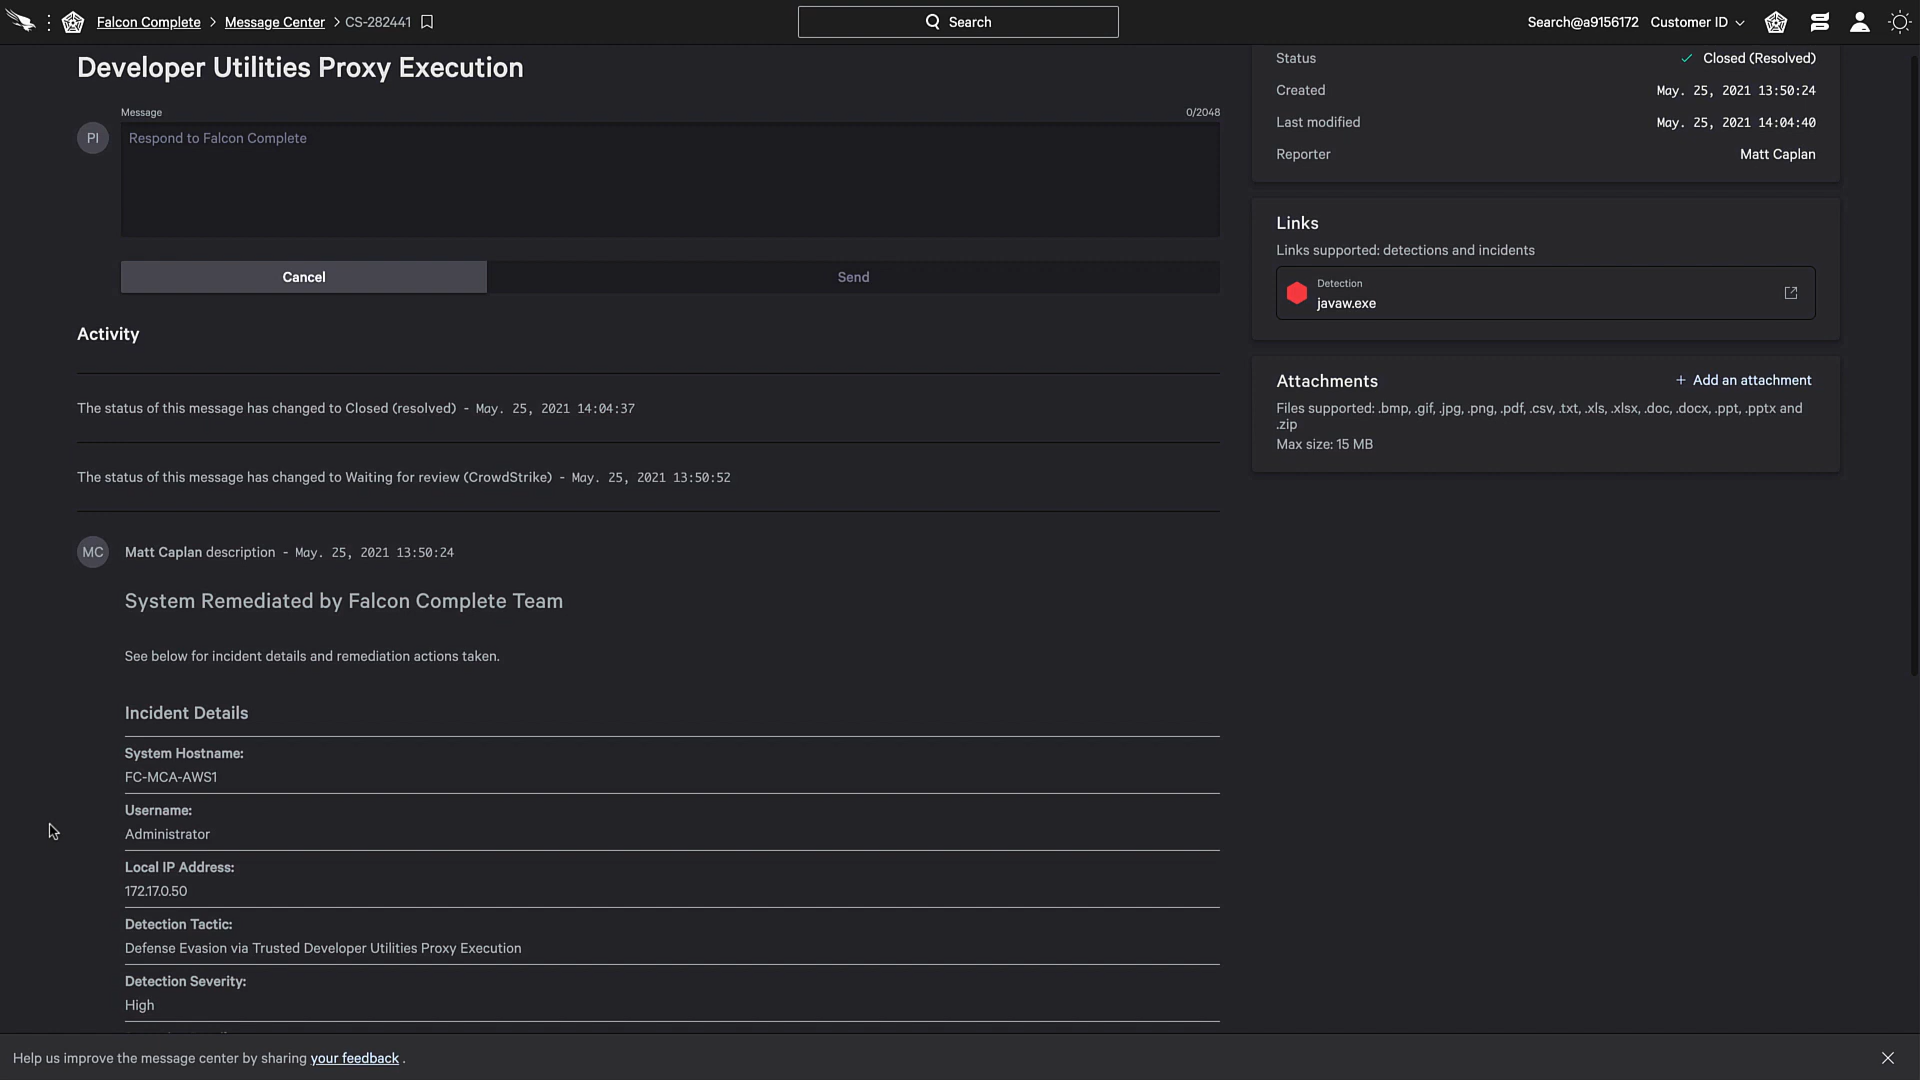 Falcon Complete > Message Center > CS-282441
Search
Search@a9156172 Customer ID
Developer Utilities Proxy Execution
Message 0/2048
PI
Respond to Falcon Complete
Cancel
Send
Activity
The status of this message has changed to Closed (resolved) - May. 25, 2021 14:04:37
The status of this message has changed to Waiting for review (CrowdStrike) - May. 25, 2021 13:50:52
MC
Matt Caplan description - May. 25, 2021 13:50:24
System Remediated by Falcon Complete Team
See below for incident details and remediation actions taken.
Incident Details
System Hostname:
FC-MCA-AWS1
Username:
Administrator
Local IP Address:
172.17.0.50
Detection Tactic:
Defense Evasion via Trusted Developer Utilities Proxy Execution
Detection Severity:
High
Status Closed (Resolved)
Created May. 25, 2021 13:50:24
Last modified May. 25, 2021 14:04:40
Reporter Matt Caplan
Links
Links supported: detections and incidents
Detection
javaw.exe
Attachments + Add an attachment
Files supported: .bmp, .gif, .jpg, .png, .pdf, .csv, .txt, .xls, .xlsx, .doc, .docx, .ppt, .pptx and
.zip
Max size: 15 MB
Help us improve the message center by sharing your feedback .